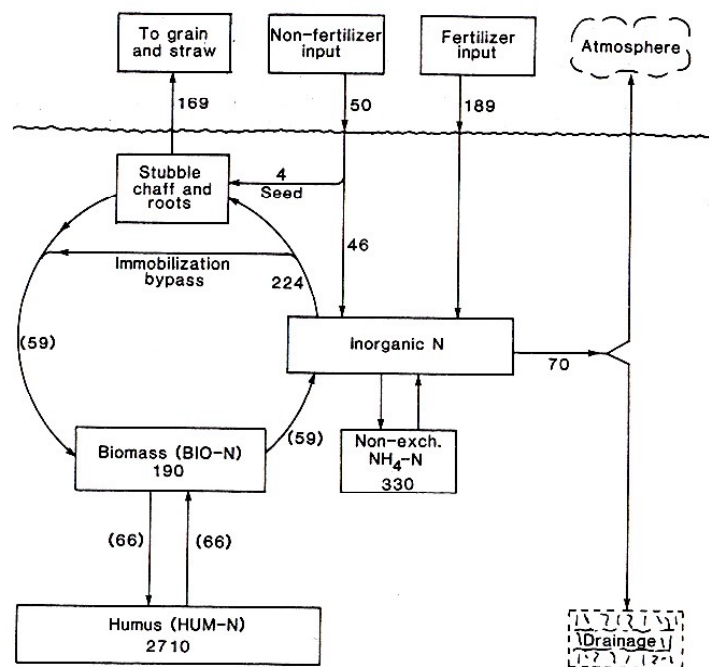 To grain
and straw
Non-fertilizer
input
Fertilizer
input
Atmosphere
169
50
189
Stubble
chaff and
roots
4
Seed
46
Immobilization
bypass
224
Inorganic N
70
(59)
(59)
Biomass (BIO-N)
190
Non-exch.
NH₄-N
330
(66)
(66)
Humus (HUM-N)
2710
Drainage